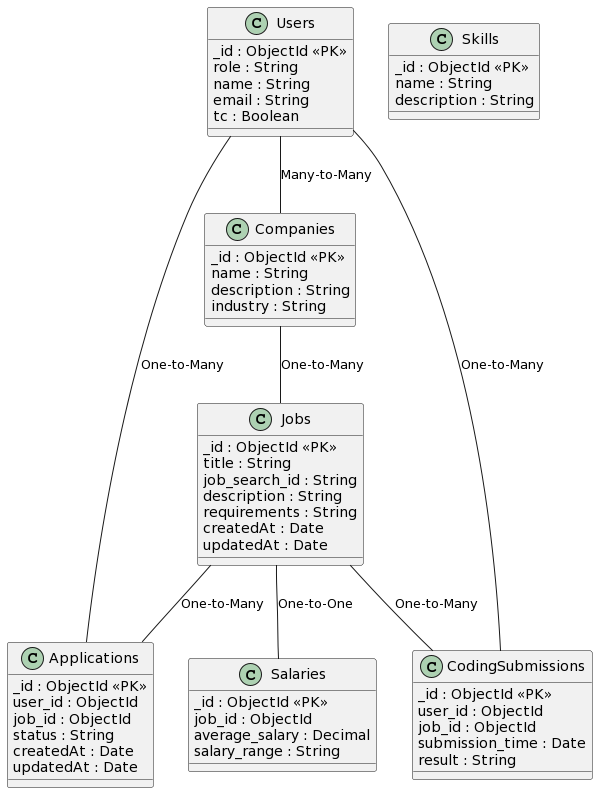 C Users
_id : ObjectId «PK»
role : String
name : String
email : String
tc : Boolean
C Skills
_id : ObjectId «PK»
name : String
description : String
Many-to-Many
C Companies
_id : ObjectId «PK»
name : String
description : String
industry : String
One-to-Many
One-to-Many
One-to-Many
C Jobs
_id : ObjectId «PK»
title : String
job_search_id : String
description : String
requirements : String
createdAt : Date
updatedAt : Date
One-to-Many
One-to-One
One-to-Many
C Applications
_id : ObjectId «PK»
user_id : ObjectId
job_id : ObjectId
status : String
createdAt : Date
updatedAt : Date
C Salaries
_id : ObjectId «PK»
job_id : ObjectId
average_salary : Decimal
salary_range : String
C CodingSubmissions
_id : ObjectId «PK»
user_id : ObjectId
job_id : ObjectId
submission_time : Date
result : String